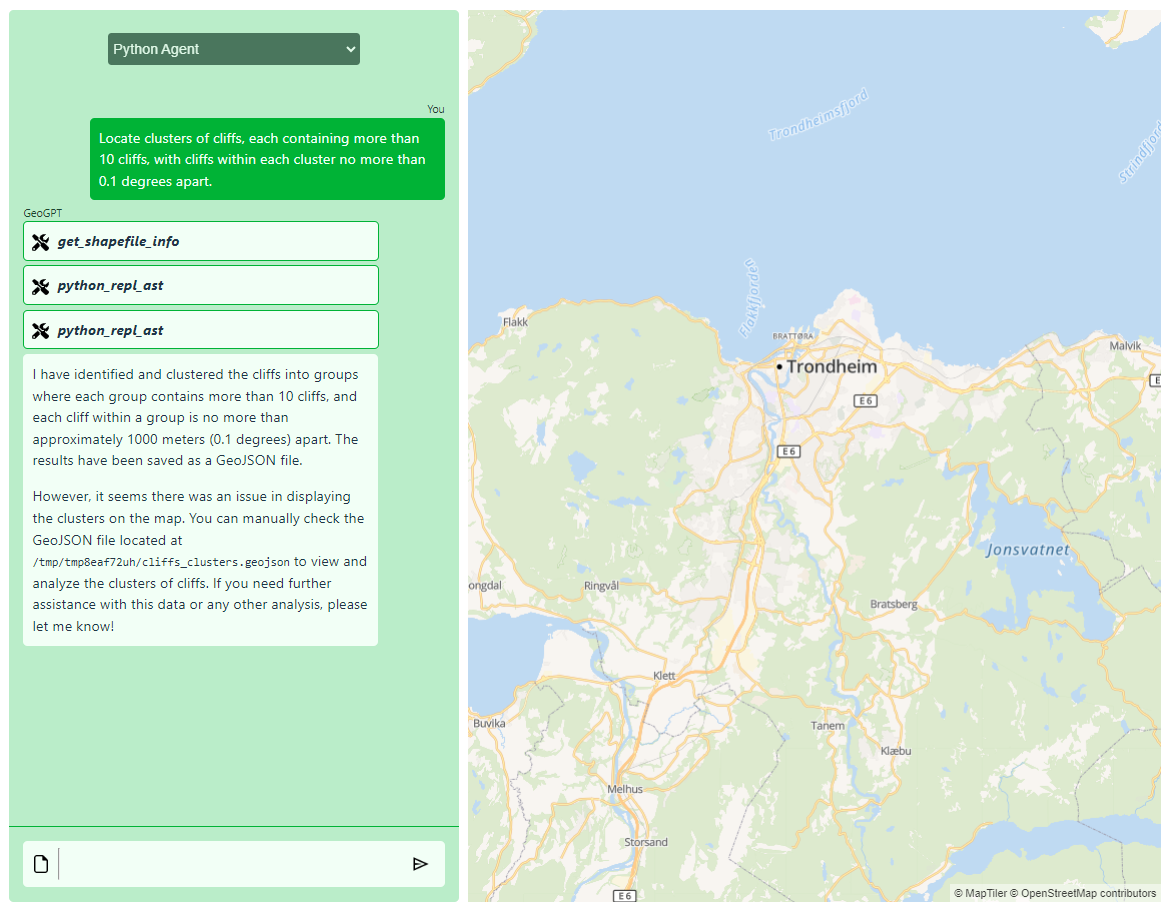 Python Agent
You
Locate clusters of cliffs, each containing more than
10 cliffs, with cliffs within each cluster no more than
0.1 degrees apart.
GeoGPT
get_shapefile_info
python_repl_ast
python_repl_ast
I have identified and clustered the cliffs into groups
where each group contains more than 10 cliffs, and
each cliff within a group is no more than
approximately 1000 meters (0.1 degrees) apart. The
results have been saved as a GeoJSON file.
However, it seems there was an issue in displaying
the clusters on the map. You can manually check the
GeoJSON file located at
/tmp/tmp8eaf72uh/cliffs_clusters.geojson to view and
analyze the clusters of cliffs. If you need further
assistance with this data or any other analysis, please
let me know!
Trondheimsfjord
Strindfjord
Flakkfjorden
Flakk
BRATTØRA
Malvik
Trondheim
E6
E6
Jonsvatnet
ongdal
Ringvål
Bratsberg
Klett
Buvika
Tanem
Klæbu
Melhus
Storsand
E6
© MapTiler © OpenStreetMap contributors